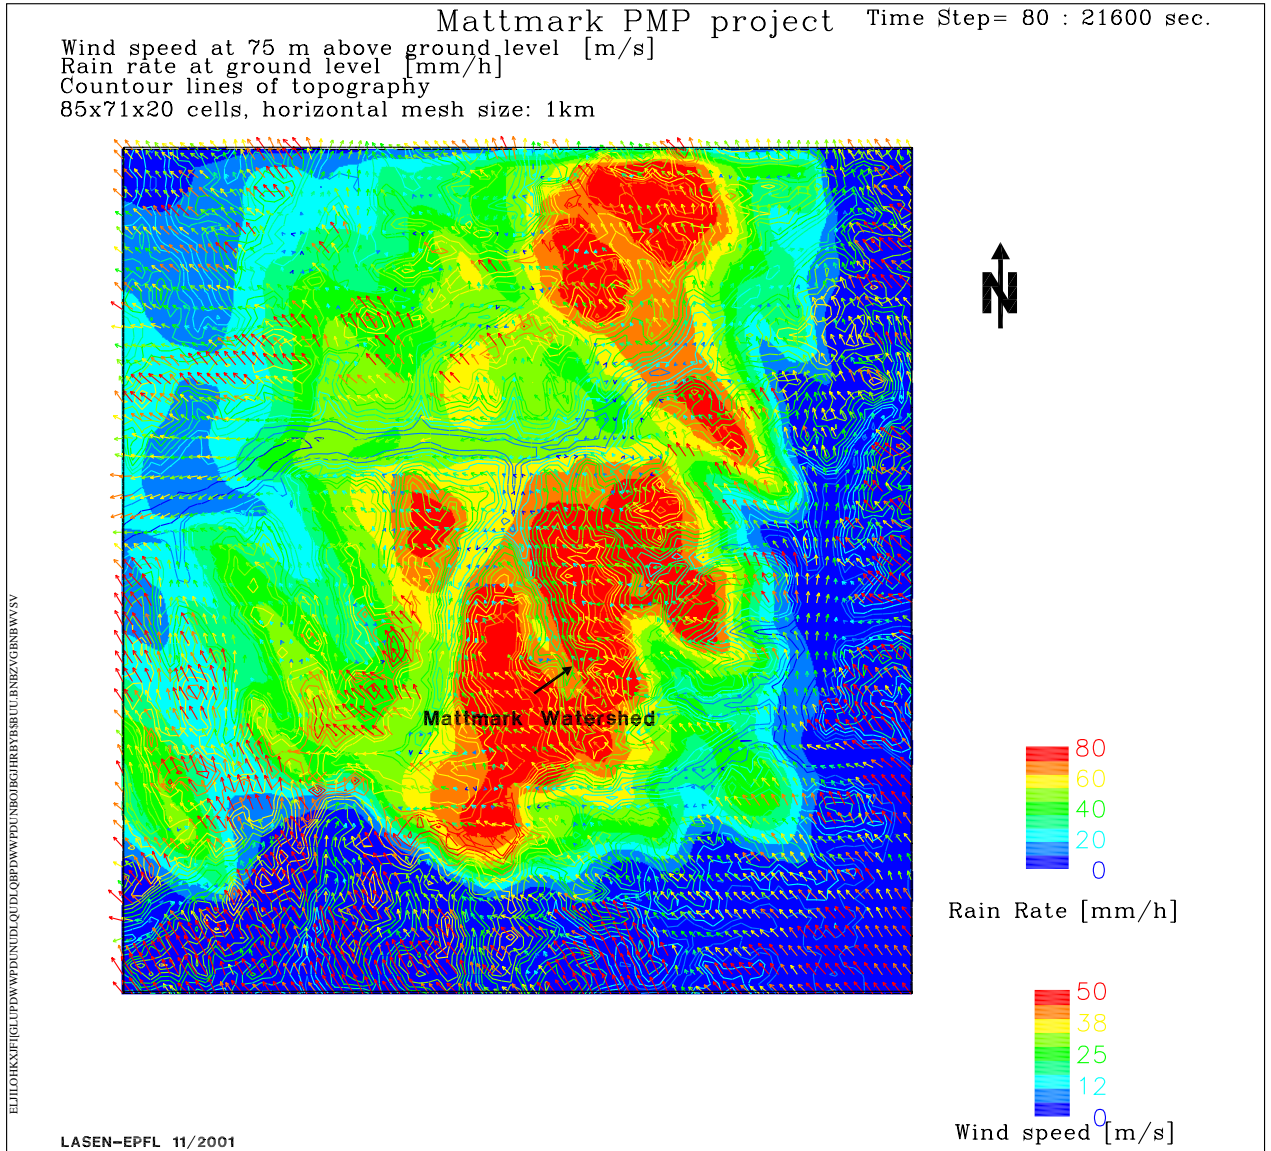 Mattmark PMP project
Time Step= 80 : 21600 sec.
Wind speed at 75 m above ground level [m/s]
Rain rate at ground level [mm/h]
Countour lines of topography
85x71x20 cells, horizontal mesh size: 1km
N
Mattmark Watershed
80
60
40
20
0
Rain Rate [mm/h]
50
38
25
12
0
Wind speed [m/s]
LASEN-EPFL 11/2001